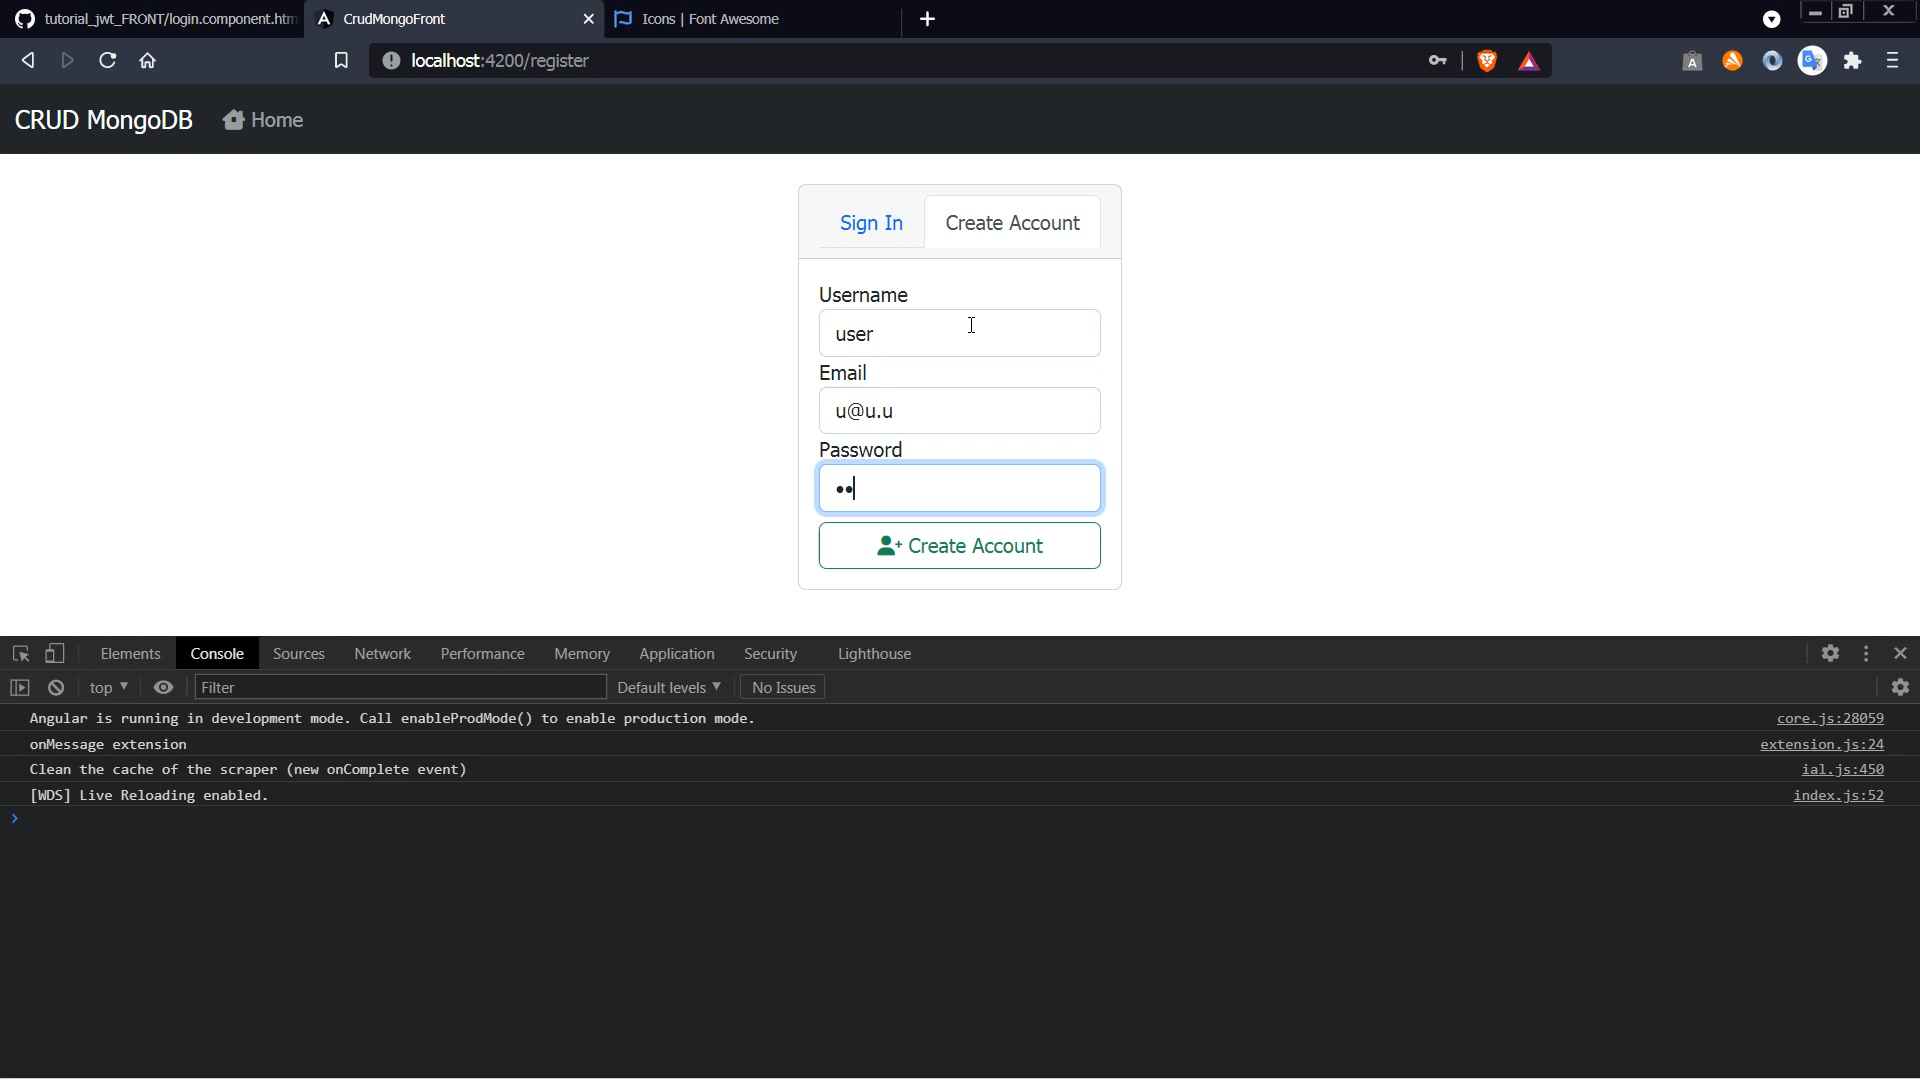 tutorial_jwt_FRONT/login.component.htm
CrudMongoFront
Icons | Font Awesome
localhost:4200/register
CRUD MongoDB
Home
Sign In
Create Account
Username
user
Email
u@u.u
Password
••
Create Account
Elements
Console
Sources
Network
Performance
Memory
Application
Security
Lighthouse
top
Filter
Default levels
No Issues
Angular is running in development mode. Call enableProdMode() to enable production mode.
core.js:28059
onMessage extension
extension.js:24
Clean the cache of the scraper (new onComplete event)
ial.js:450
[WDS] Live Reloading enabled.
index.js:52